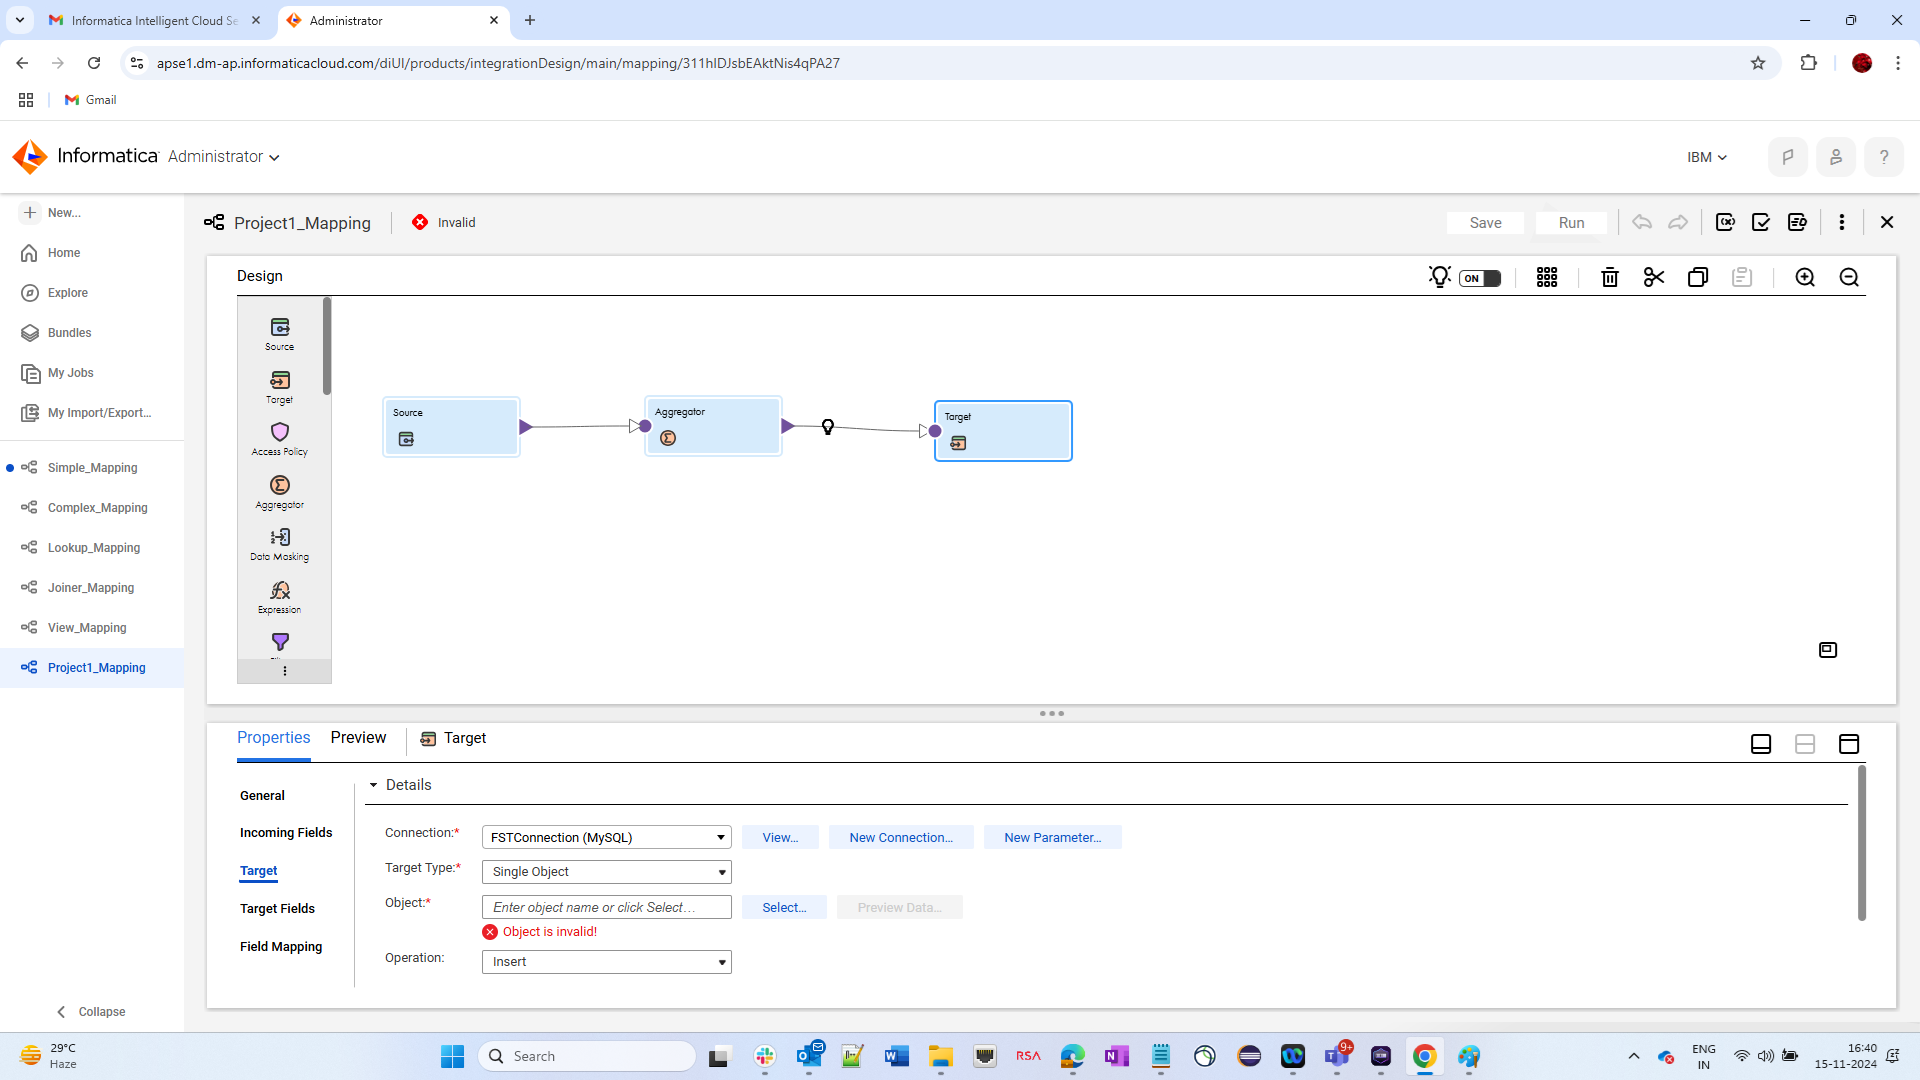 Informatica Intelligent Cloud Se
Administrator
apse1.dm-ap.informaticacloud.com/diUI/products/integrationDesign/main/mapping/311hIDJsbEAktNis4qPA27
Gmail
Informatica Administrator
IBM
?
New...
Home
Explore
Bundles
My Jobs
My Import/Export...
Simple_Mapping
Complex_Mapping
Lookup_Mapping
Joiner_Mapping
View_Mapping
Project1_Mapping
Collapse
Project1_Mapping
Invalid
Save
Run
Design
ON
Source
Target
Access Policy
Aggregator
Data Masking
Expression
Source
Aggregator
Target
Properties
Preview
Target
General
Incoming Fields
Target
Target Fields
Field Mapping
Details
Connection:*
FSTConnection (MySQL)
View...
New Connection...
New Parameter...
Target Type:*
Single Object
Object:*
Enter object name or click Select...
Select...
Preview Data...
Object is invalid!
Operation:
Insert
29°C
Haze
Search
RSA
9+
ENG
IN
16:40
15-11-2024